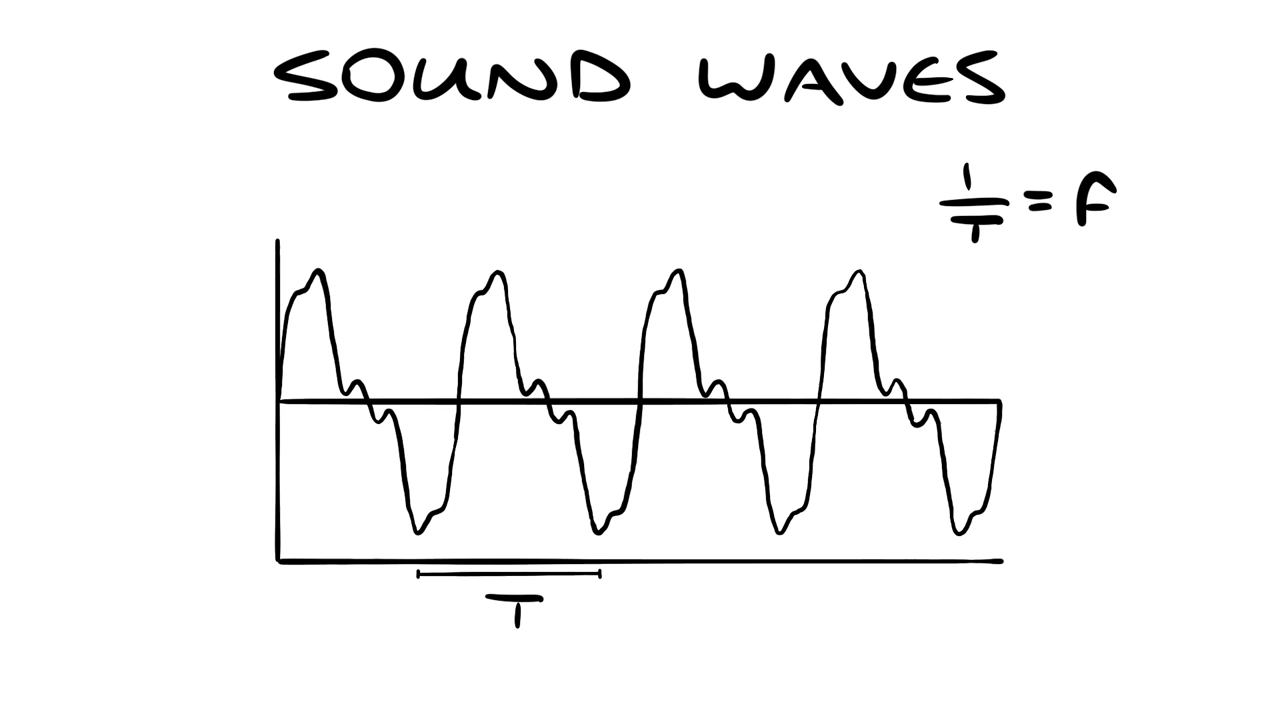 SOUND WAVES
1/T = F
T